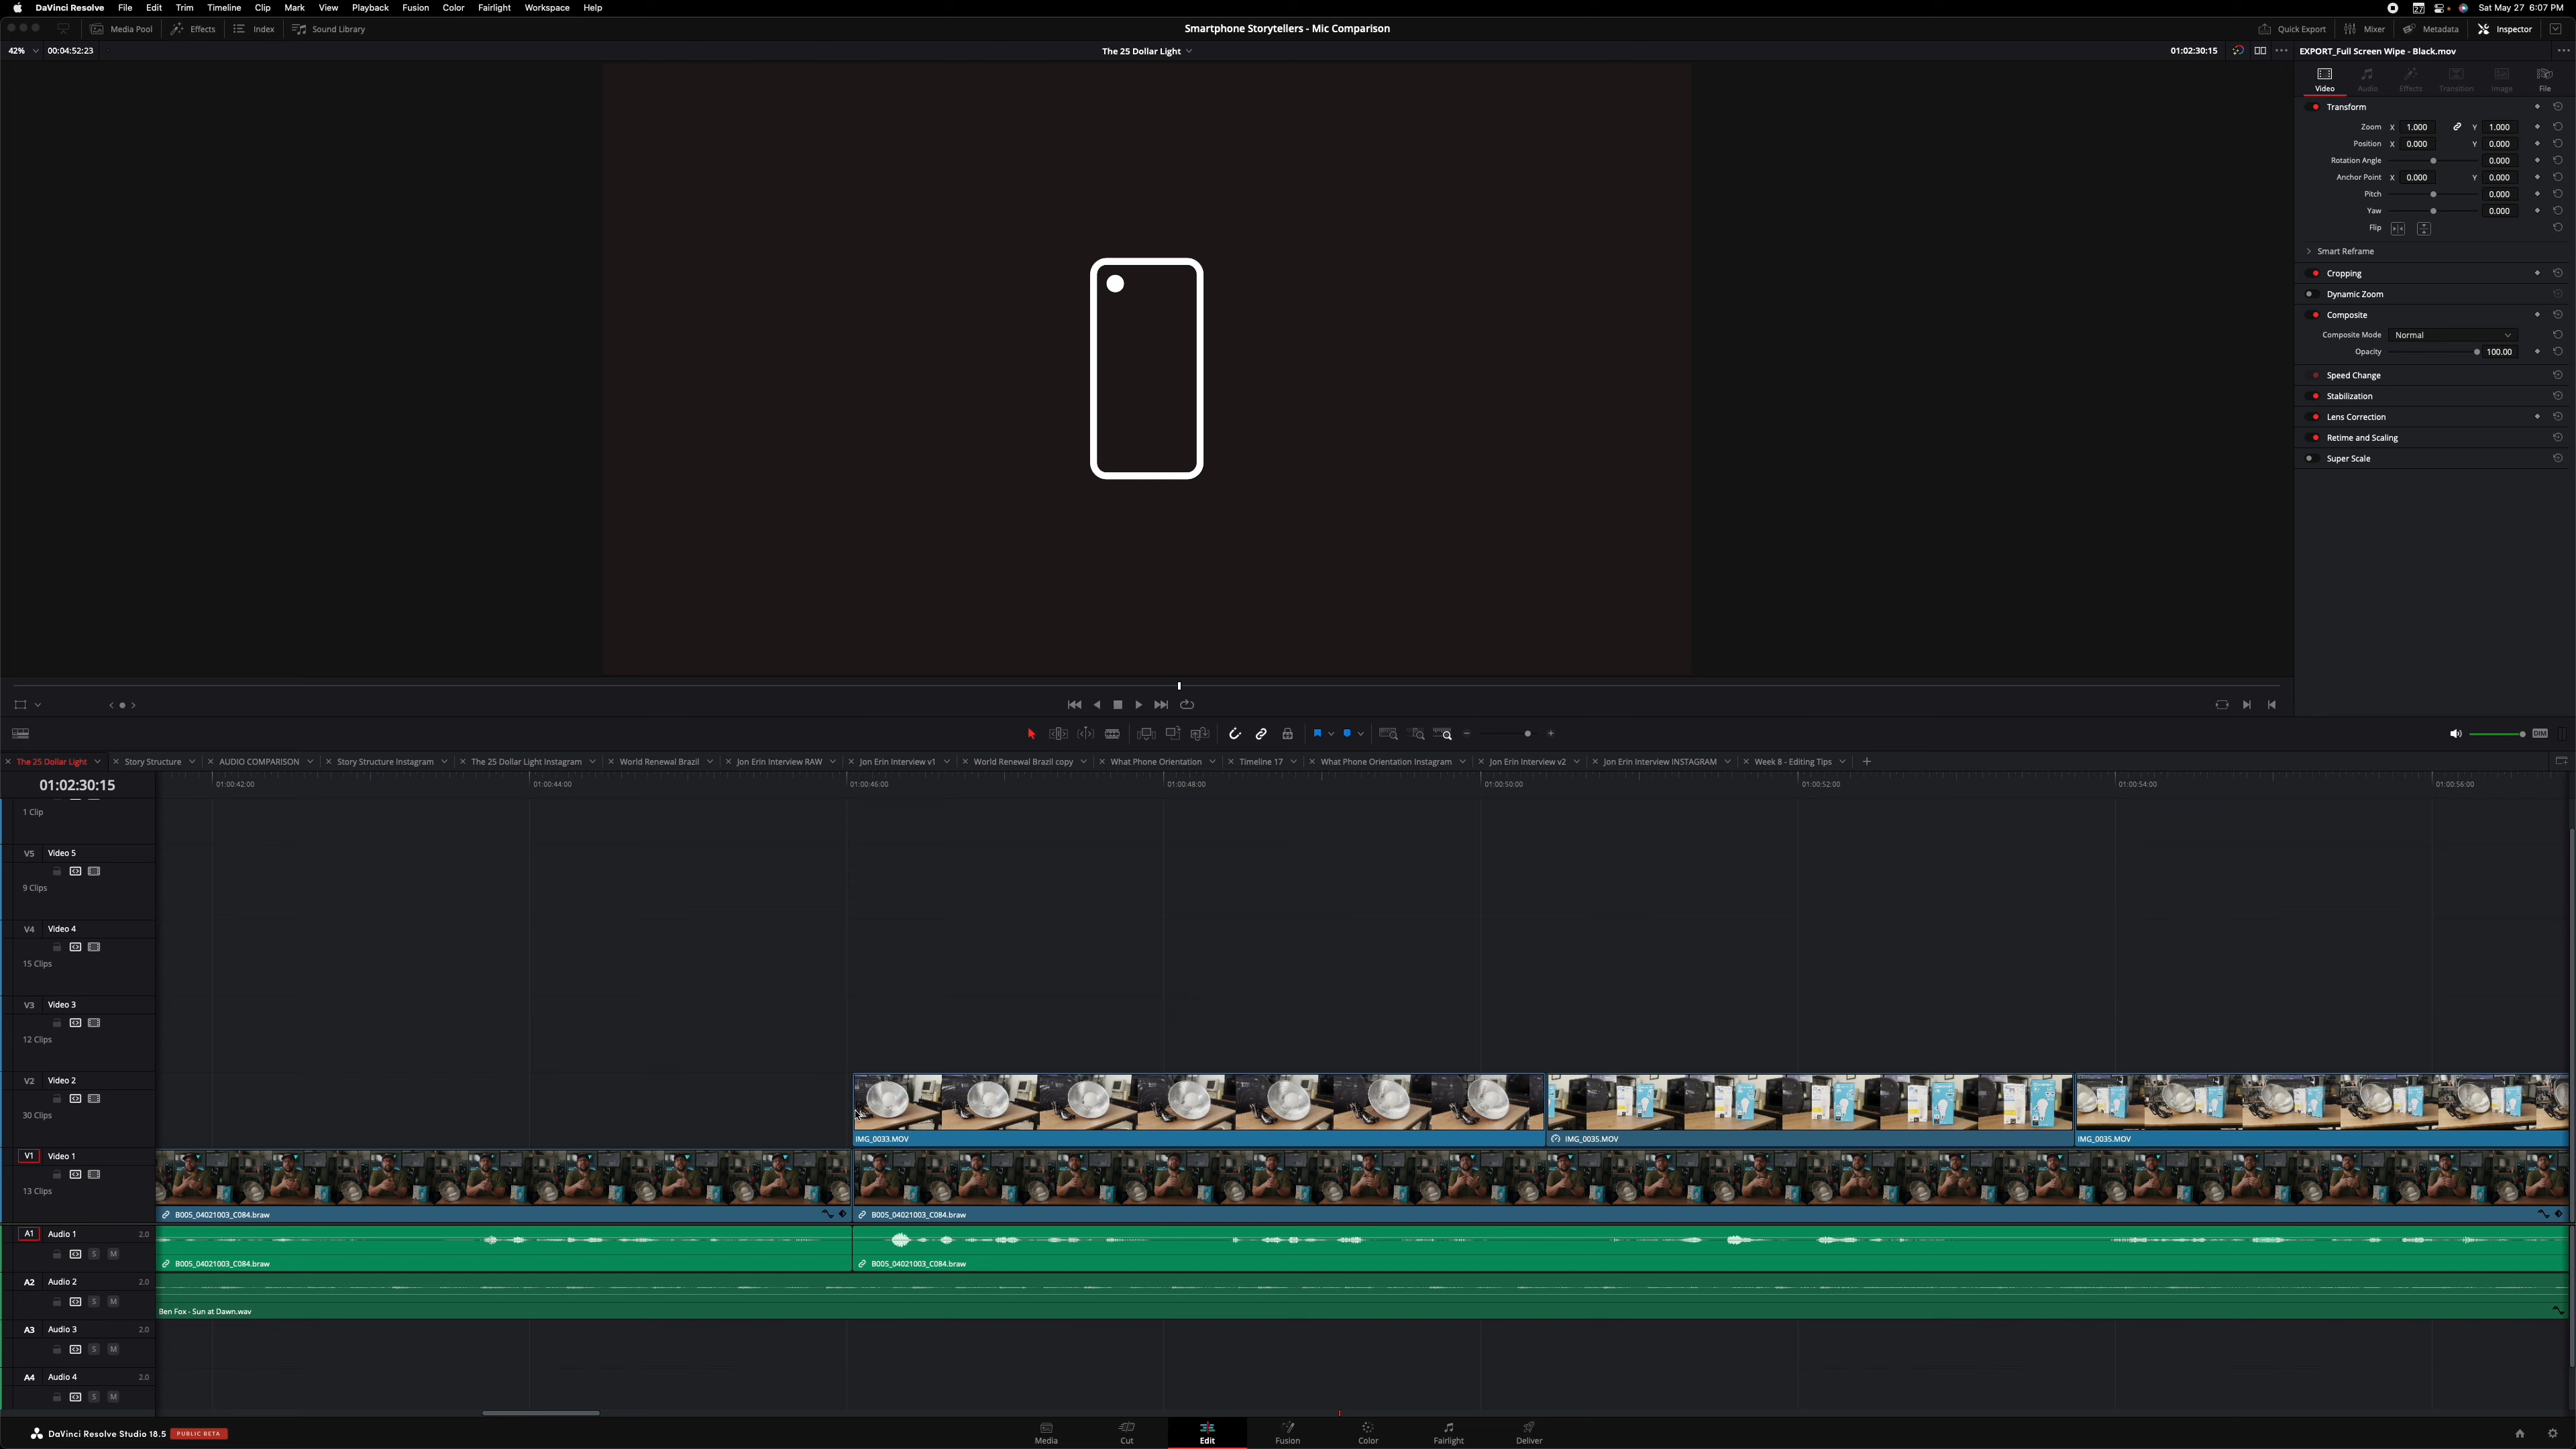 DaVinci Resolve File Edit Trim Timeline Clip Mark View Playback Fusion Color Fairlight Workspace Help 27 Sat May 27 6:07 PM
Media Pool Effects Index Sound Library Smartphone Storytellers - Mic Comparison Quick Export Mixer Metadata Inspector
42% 00:04:52:23 The 25 Dollar Light 01:02:30:15 EXPORT_Full Screen Wipe - Black.mov
Video Audio Effects Transition Image File
Transform
Zoom X 1.000 Y 1.000
Position X 0.000 Y 0.000
Rotation Angle 0.000
Anchor Point X 0.000 Y 0.000
Pitch 0.000
Yaw 0.000
Flip
Smart Reframe
Cropping
Dynamic Zoom
Composite
Composite Mode Normal
Opacity 100.00
Speed Change
Stabilization
Lens Correction
Retime and Scaling
Super Scale
DIM
The 25 Dollar Light Story Structure AUDIO COMPARISON Story Structure Instagram The 25 Dollar Light Instagram World Renewal Brazil Jon Erin Interview RAW Jon Erin Interview v1 World Renewal Brazil copy What Phone Orientation Timeline 17 What Phone Orientation Instagram Jon Erin Interview v2 Jon Erin Interview INSTAGRAM Week 8 - Editing Tips
01:02:30:15 01:00:42:00 01:00:44:00 01:00:46:00 01:00:48:00 01:00:50:00 01:00:52:00 01:00:54:00 01:00:56:00
1 Clip
V5 Video 5
9 Clips
V4 Video 4
15 Clips
V3 Video 3
12 Clips
V2 Video 2
30 Clips
IMG_0033.MOV IMG_0035.MOV IMG_0035.MOV
V1 Video 1
13 Clips
B005_04021003_C084.braw B005_04021003_C084.braw
A1 Audio 1 2.0
S M
B005_04021003_C084.braw B005_04021003_C084.braw
A2 Audio 2 2.0
S M
Ben Fox - Sun at Dawn.wav
A3 Audio 3 2.0
S M
A4 Audio 4 2.0
S M
DaVinci Resolve Studio 18.5 PUBLIC BETA Media Cut Edit Fusion Color Fairlight Deliver